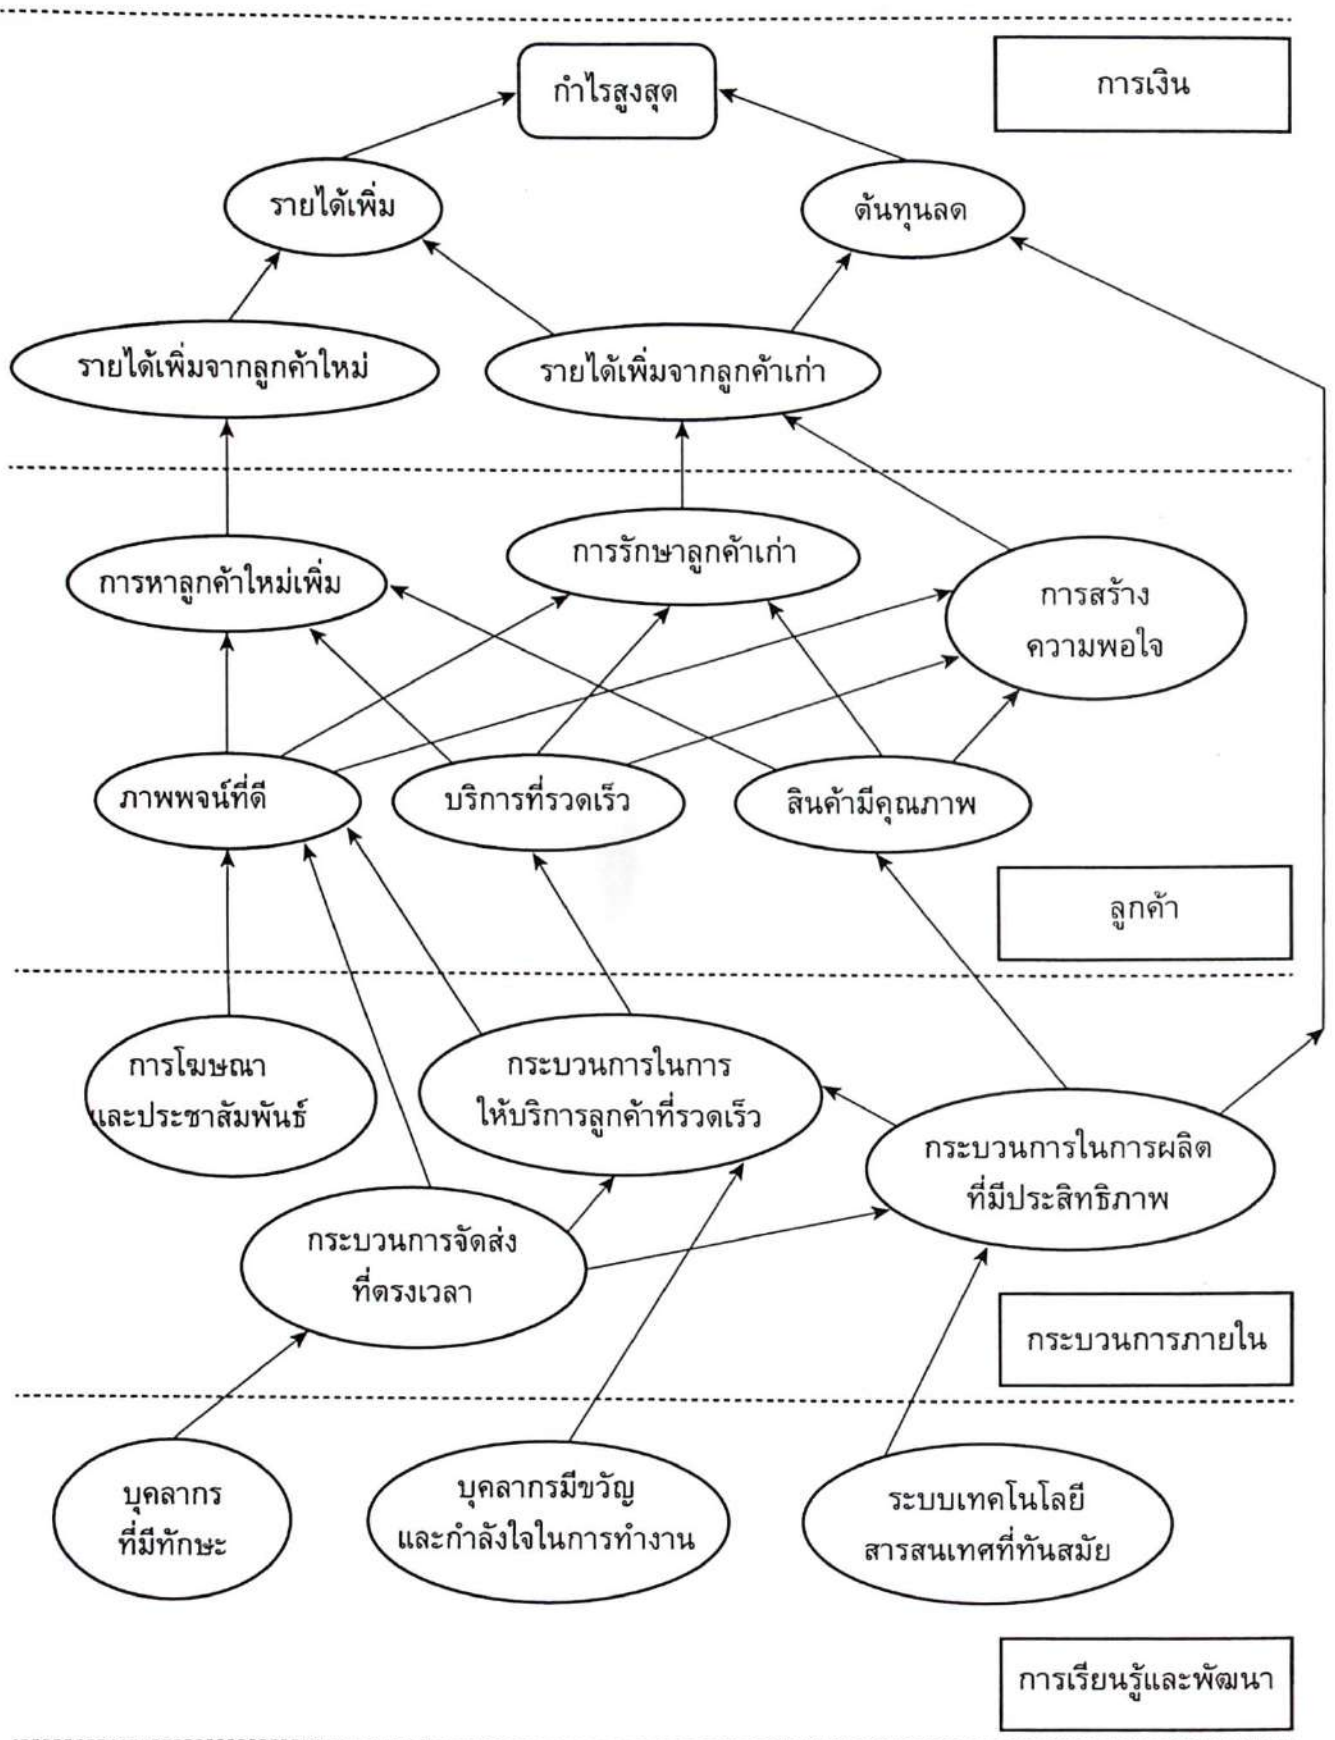 กำไรสูงสุด
การเงิน
รายได้เพิ่ม
ต้นทุนลด
รายได้เพิ่มจากลูกค้าใหม่
รายได้เพิ่มจากลูกค้าเก่า
การหาลูกค้าใหม่เพิ่ม
การรักษาลูกค้าเก่า
การสร้าง
ความพอใจ
ภาพพจน์ที่ดี
บริการที่รวดเร็ว
สินค้ามีคุณภาพ
ลูกค้า
การโฆษณา
และประชาสัมพันธ์
กระบวนการในการ
ให้บริการลูกค้าที่รวดเร็ว
กระบวนการในการผลิต
ที่มีประสิทธิภาพ
กระบวนการจัดส่ง
ที่ตรงเวลา
กระบวนการภายใน
บุคลากร
ที่มีทักษะ
บุคลากรมีขวัญ
และกำลังใจในการทำงาน
ระบบเทคโนโลยี
สารสนเทศที่ทันสมัย
การเรียนรู้และพัฒนา